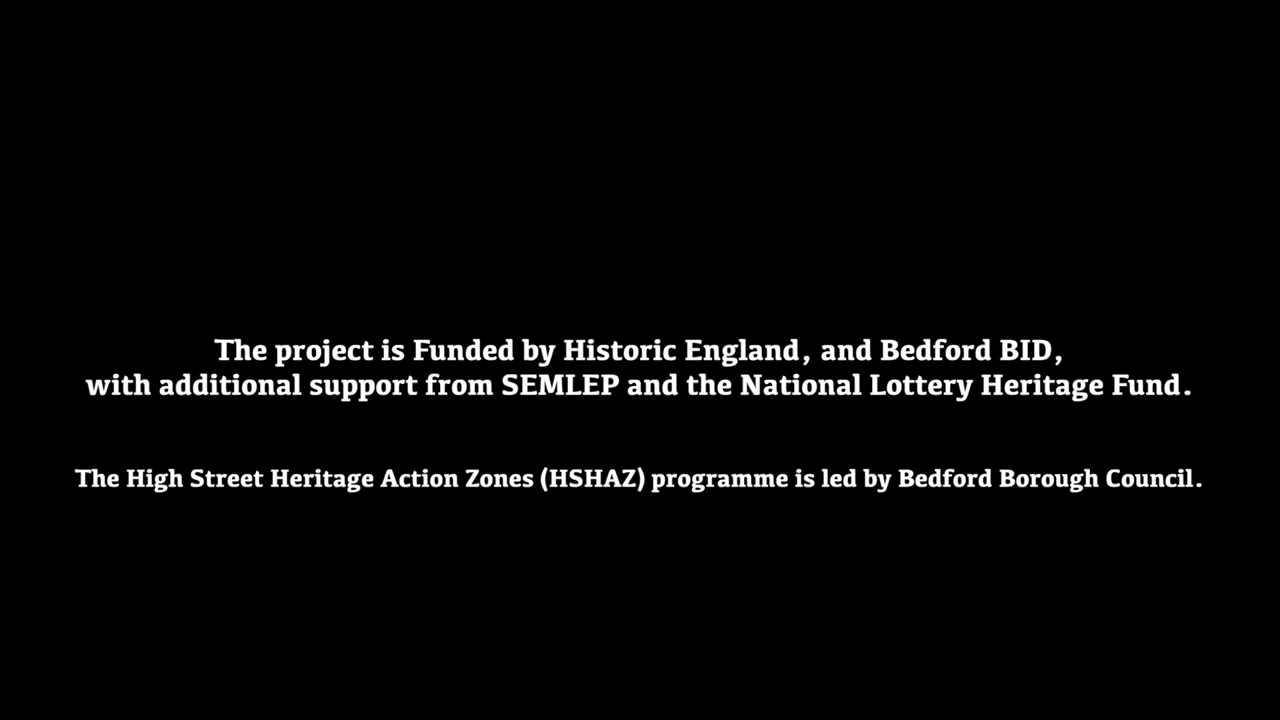 The project is Funded by Historic England, and Bedford BID,
with additional support from SEMLEP and the National Lottery Heritage Fund.
The High Street Heritage Action Zones (HSHAZ) programme is led by Bedford Borough Council.